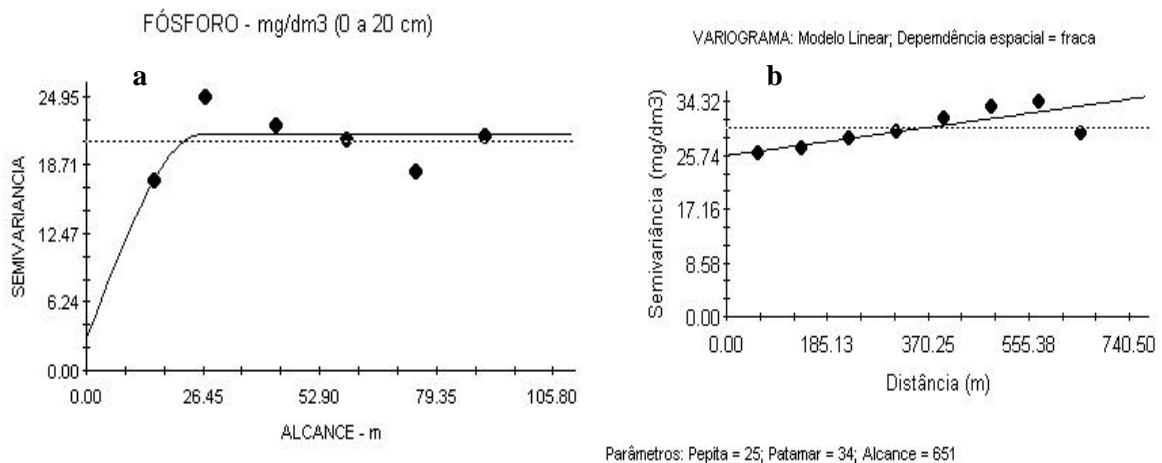 FÓSFORO - mg/dm3 (0 a 20 cm)
a
SEMIVARIANCIA
24.95
18.71
12.47
6.24
0.00
0.00 26.45 52.90 79.35 105.80
ALCANCE - m
VARIOGRAMA: Modelo Linear; Dependência espacial = fraca
b
Semivariância (mg/dm3)
34.32
25.74
17.16
8.58
0.00
0.00 185.13 370.25 555.38 740.50
Distância (m)
Parâmetros: Pepita = 25; Patamar = 34; Alcance = 651